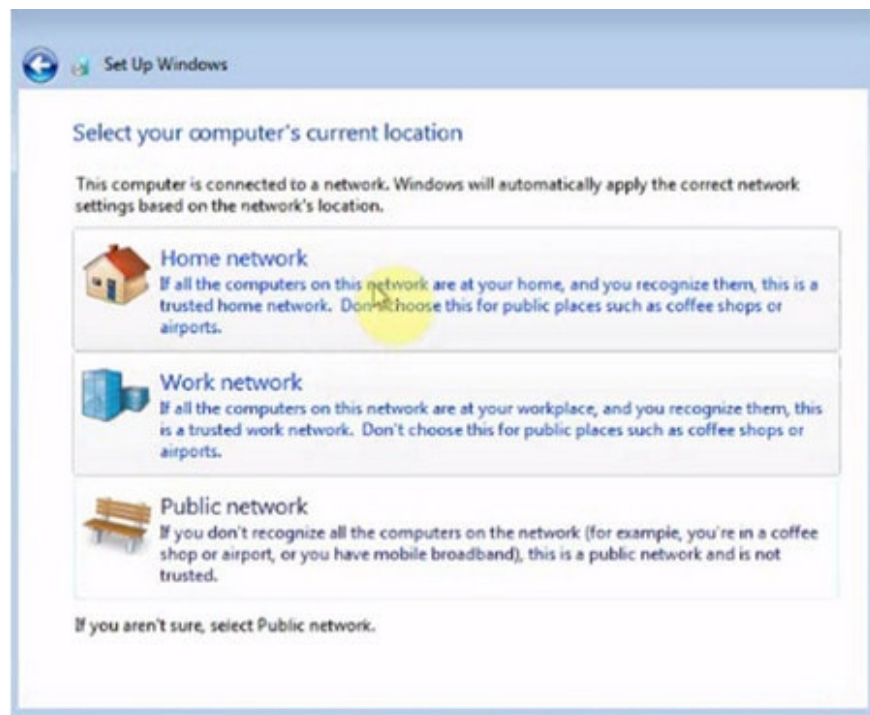 Set Up Windows
Select your computer's current location
This computer is connected to a network. Windows will automatically apply the correct network
settings based on the network's location.
Home network
If all the computers on this network are at your home, and you recognize them, this is a
trusted home network. Don't choose this for public places such as coffee shops or
airports.
Work network
If all the computers on this network are at your workplace, and you recognize them, this
is a trusted work network. Don't choose this for public places such as coffee shops or
airports.
Public network
If you don't recognize all the computers on the network (for example, you're in a coffee
shop or airport, or you have mobile broadband), this is a public network and is not
trusted.
If you aren't sure, select Public network.